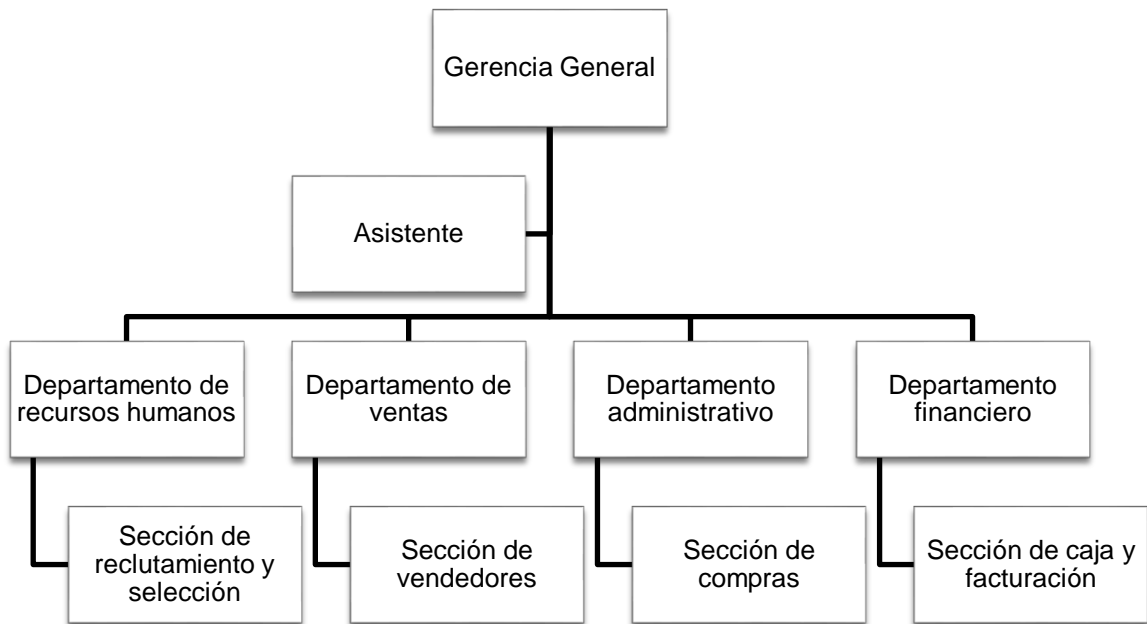 Gerencia General
Asistente
Departamento de
recursos humanos
Departamento de
ventas
Departamento
administrativo
Departamento
financiero
Sección de
reclutamiento y
selección
Sección de
vendedores
Sección de
compras
Sección de caja y
facturación